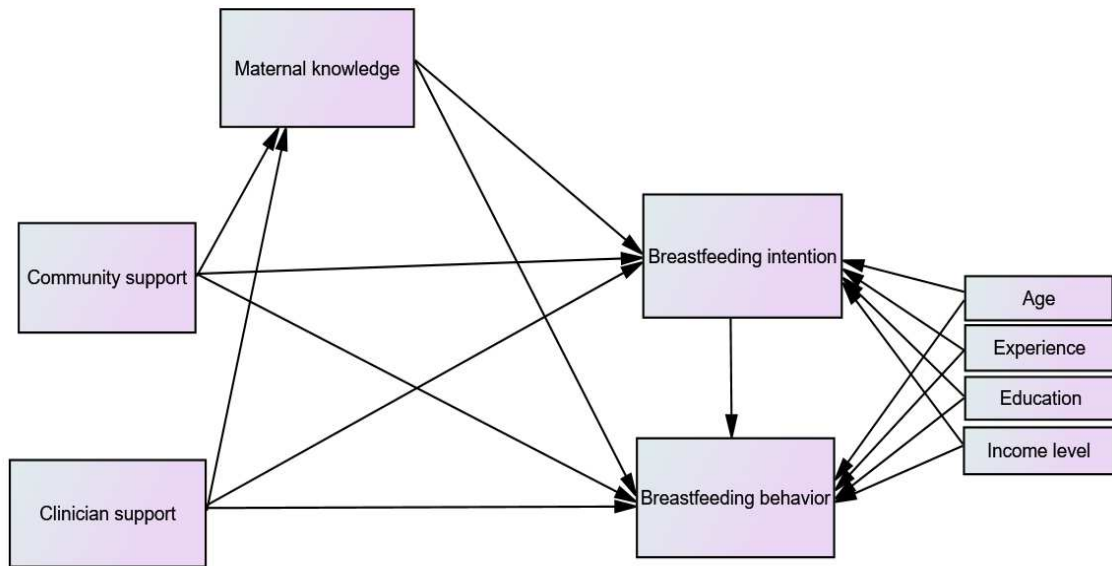 Maternal knowledge
Community support
Breastfeeding intention
Age
Experience
Education
Income level
Clinician support
Breastfeeding behavior